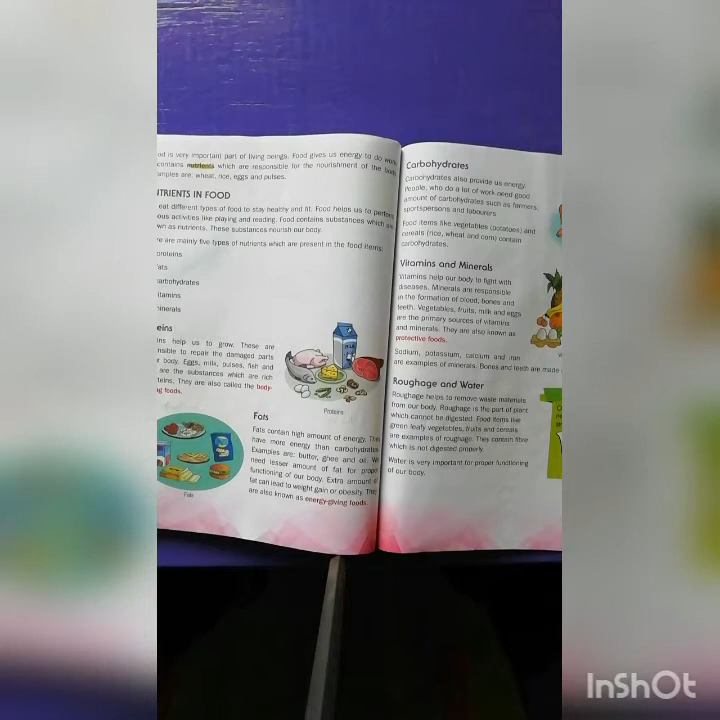 od is very important part of living beings. Food gives us energy to do work
contains nutrients which are responsible for the nourishment of the body
amples are: wheat, rice, eggs and pulses.
UTRIENTS IN FOOD
eat different types of food to stay healthy and fit. Food helps us to perform
ous activities like playing and reading. Food contains substances which are
wn as nutrients. These substances nourish our body.
re are mainly five types of nutrients which are present in the food items:
proteins
ats
arbohydrates
itamins
inerals
eins
ins help us to grow. These are
nsible to repair the damaged parts
r body. Eggs, milk, pulses, fish and
are the substances which are rich
teins. They are also called the body-
ng foods.
Proteins
Fats
Fats contain high amount of energy. They
have more energy than carbohydrates
Examples are: butter, ghee and oil. We
need lesser amount of fat for proper
functioning of our body. Extra amount of
fat can lead to weight gain or obesity. They
are also known as energy-giving foods.
Fats
Carbohydrates
Carbohydrates also provide us energy.
People, who do a lot of work need good
amount of carbohydrates such as farmers,
sportspersons and labourers.
Food items like vegetables (potatoes) and
cereals (rice, wheat and corn) contain
carbohydrates.
Vitamins and Minerals
Vitamins help our body to fight with
diseases. Minerals are responsible
in the formation of blood, bones and
teeth. Vegetables, fruits, milk and eggs
are the primary sources of vitamins
and minerals. They are also known as
protective foods.
Sodium, potassium, calcium and iron
are examples of minerals. Bones and teeth are made
Roughage and Water
Roughage helps to remove waste materials
from our body. Roughage is the part of plant
which cannot be digested. Food items like
green leafy vegetables, fruits and cereals
are examples of roughage. They contain fibre
which is not digested properly.
Water is very important for proper functioning
of our body.
InShOt